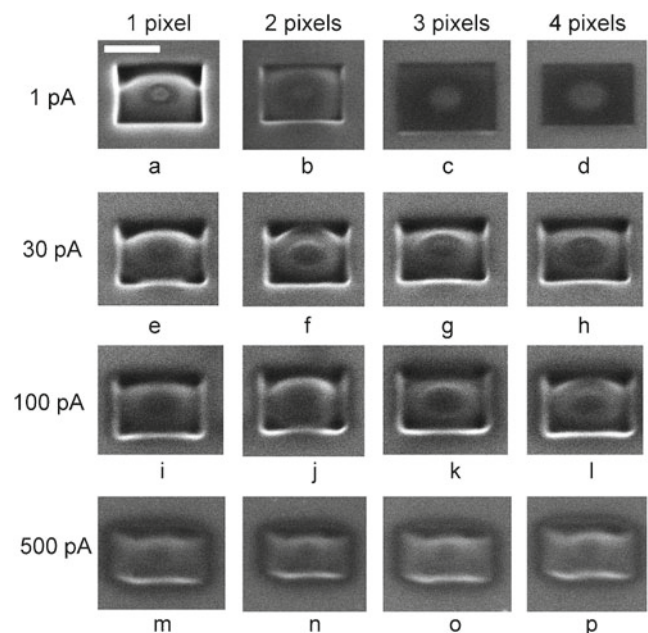 1 pixel 2 pixels 3 pixels 4 pixels
1 pA
a b c d
30 pA
e f g h
100 pA
i j k l
500 pA
m n o p